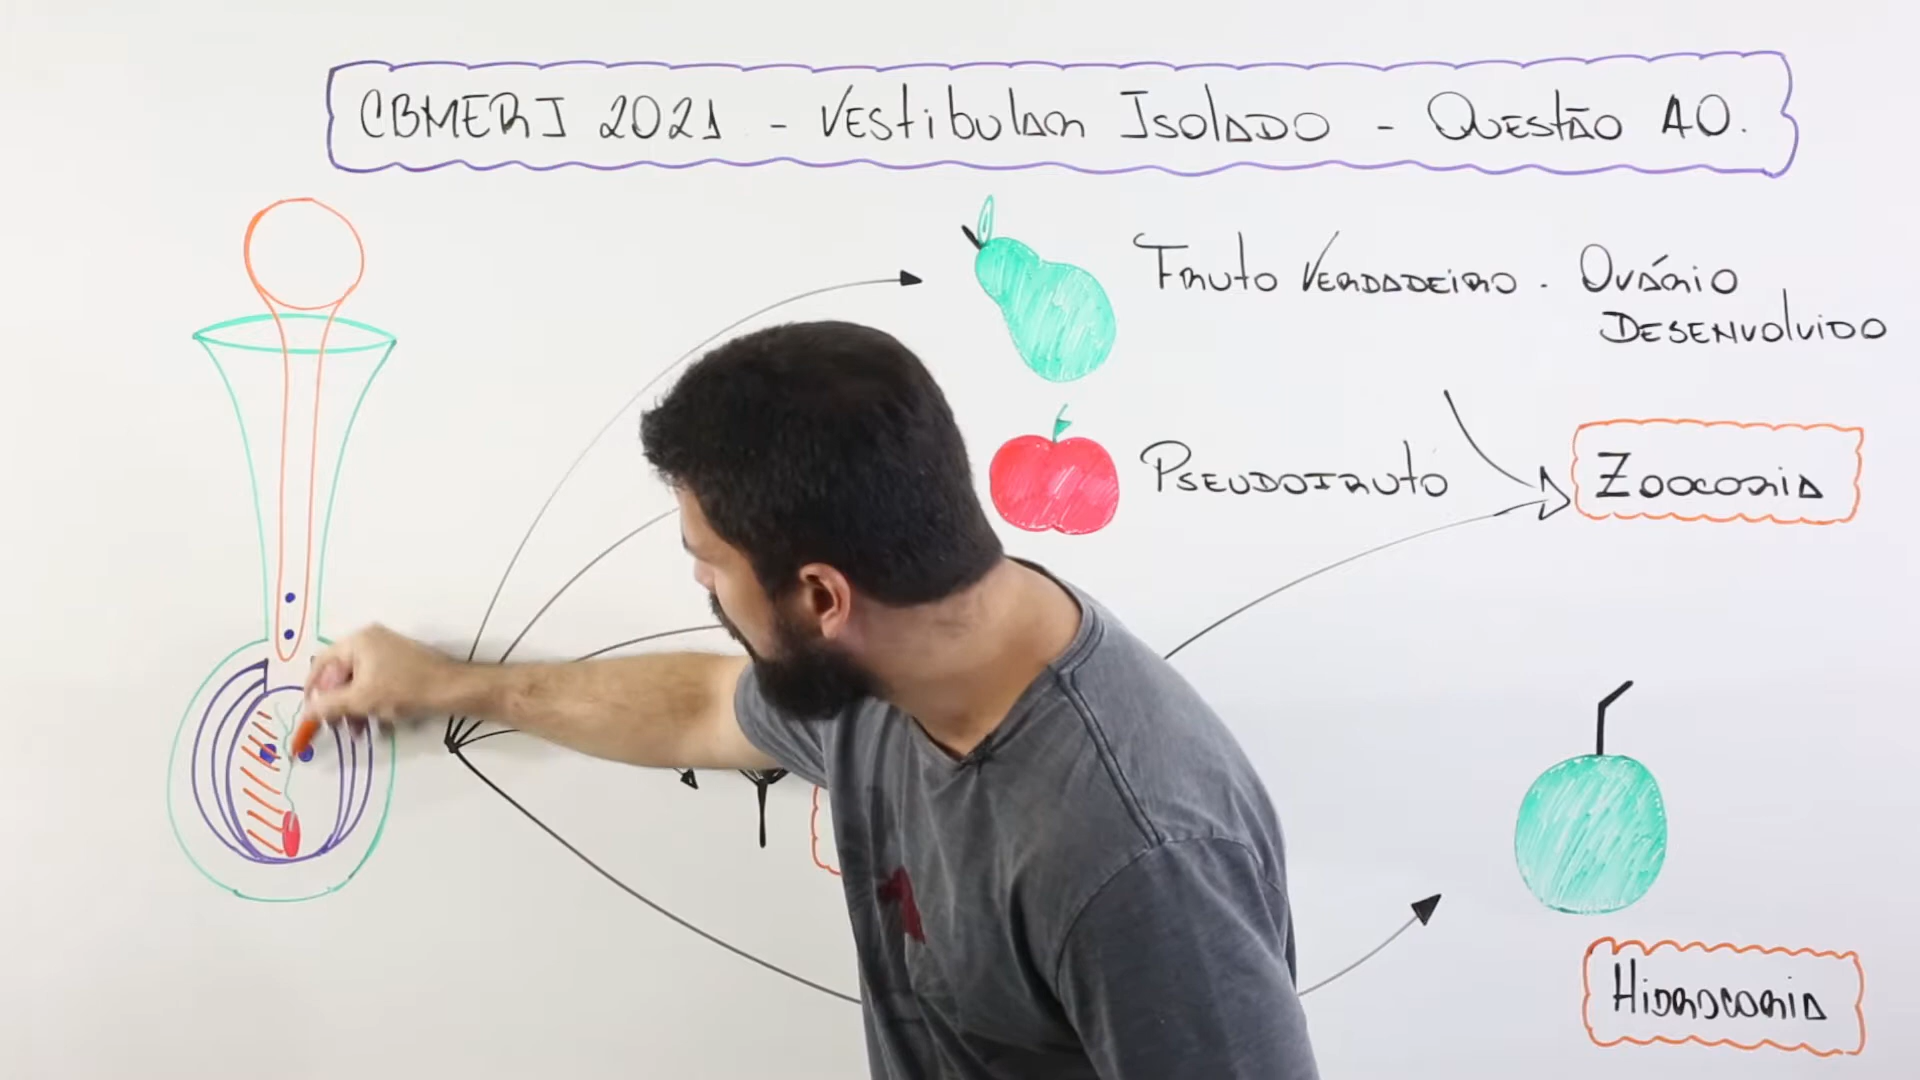 CBMERJ 2021 - Vestibular Isolado - Questão 40.
Fruto Verdadeiro - Ovário
Desenvolvido
Pseudofruto
Zoocoria
Hidrocoria